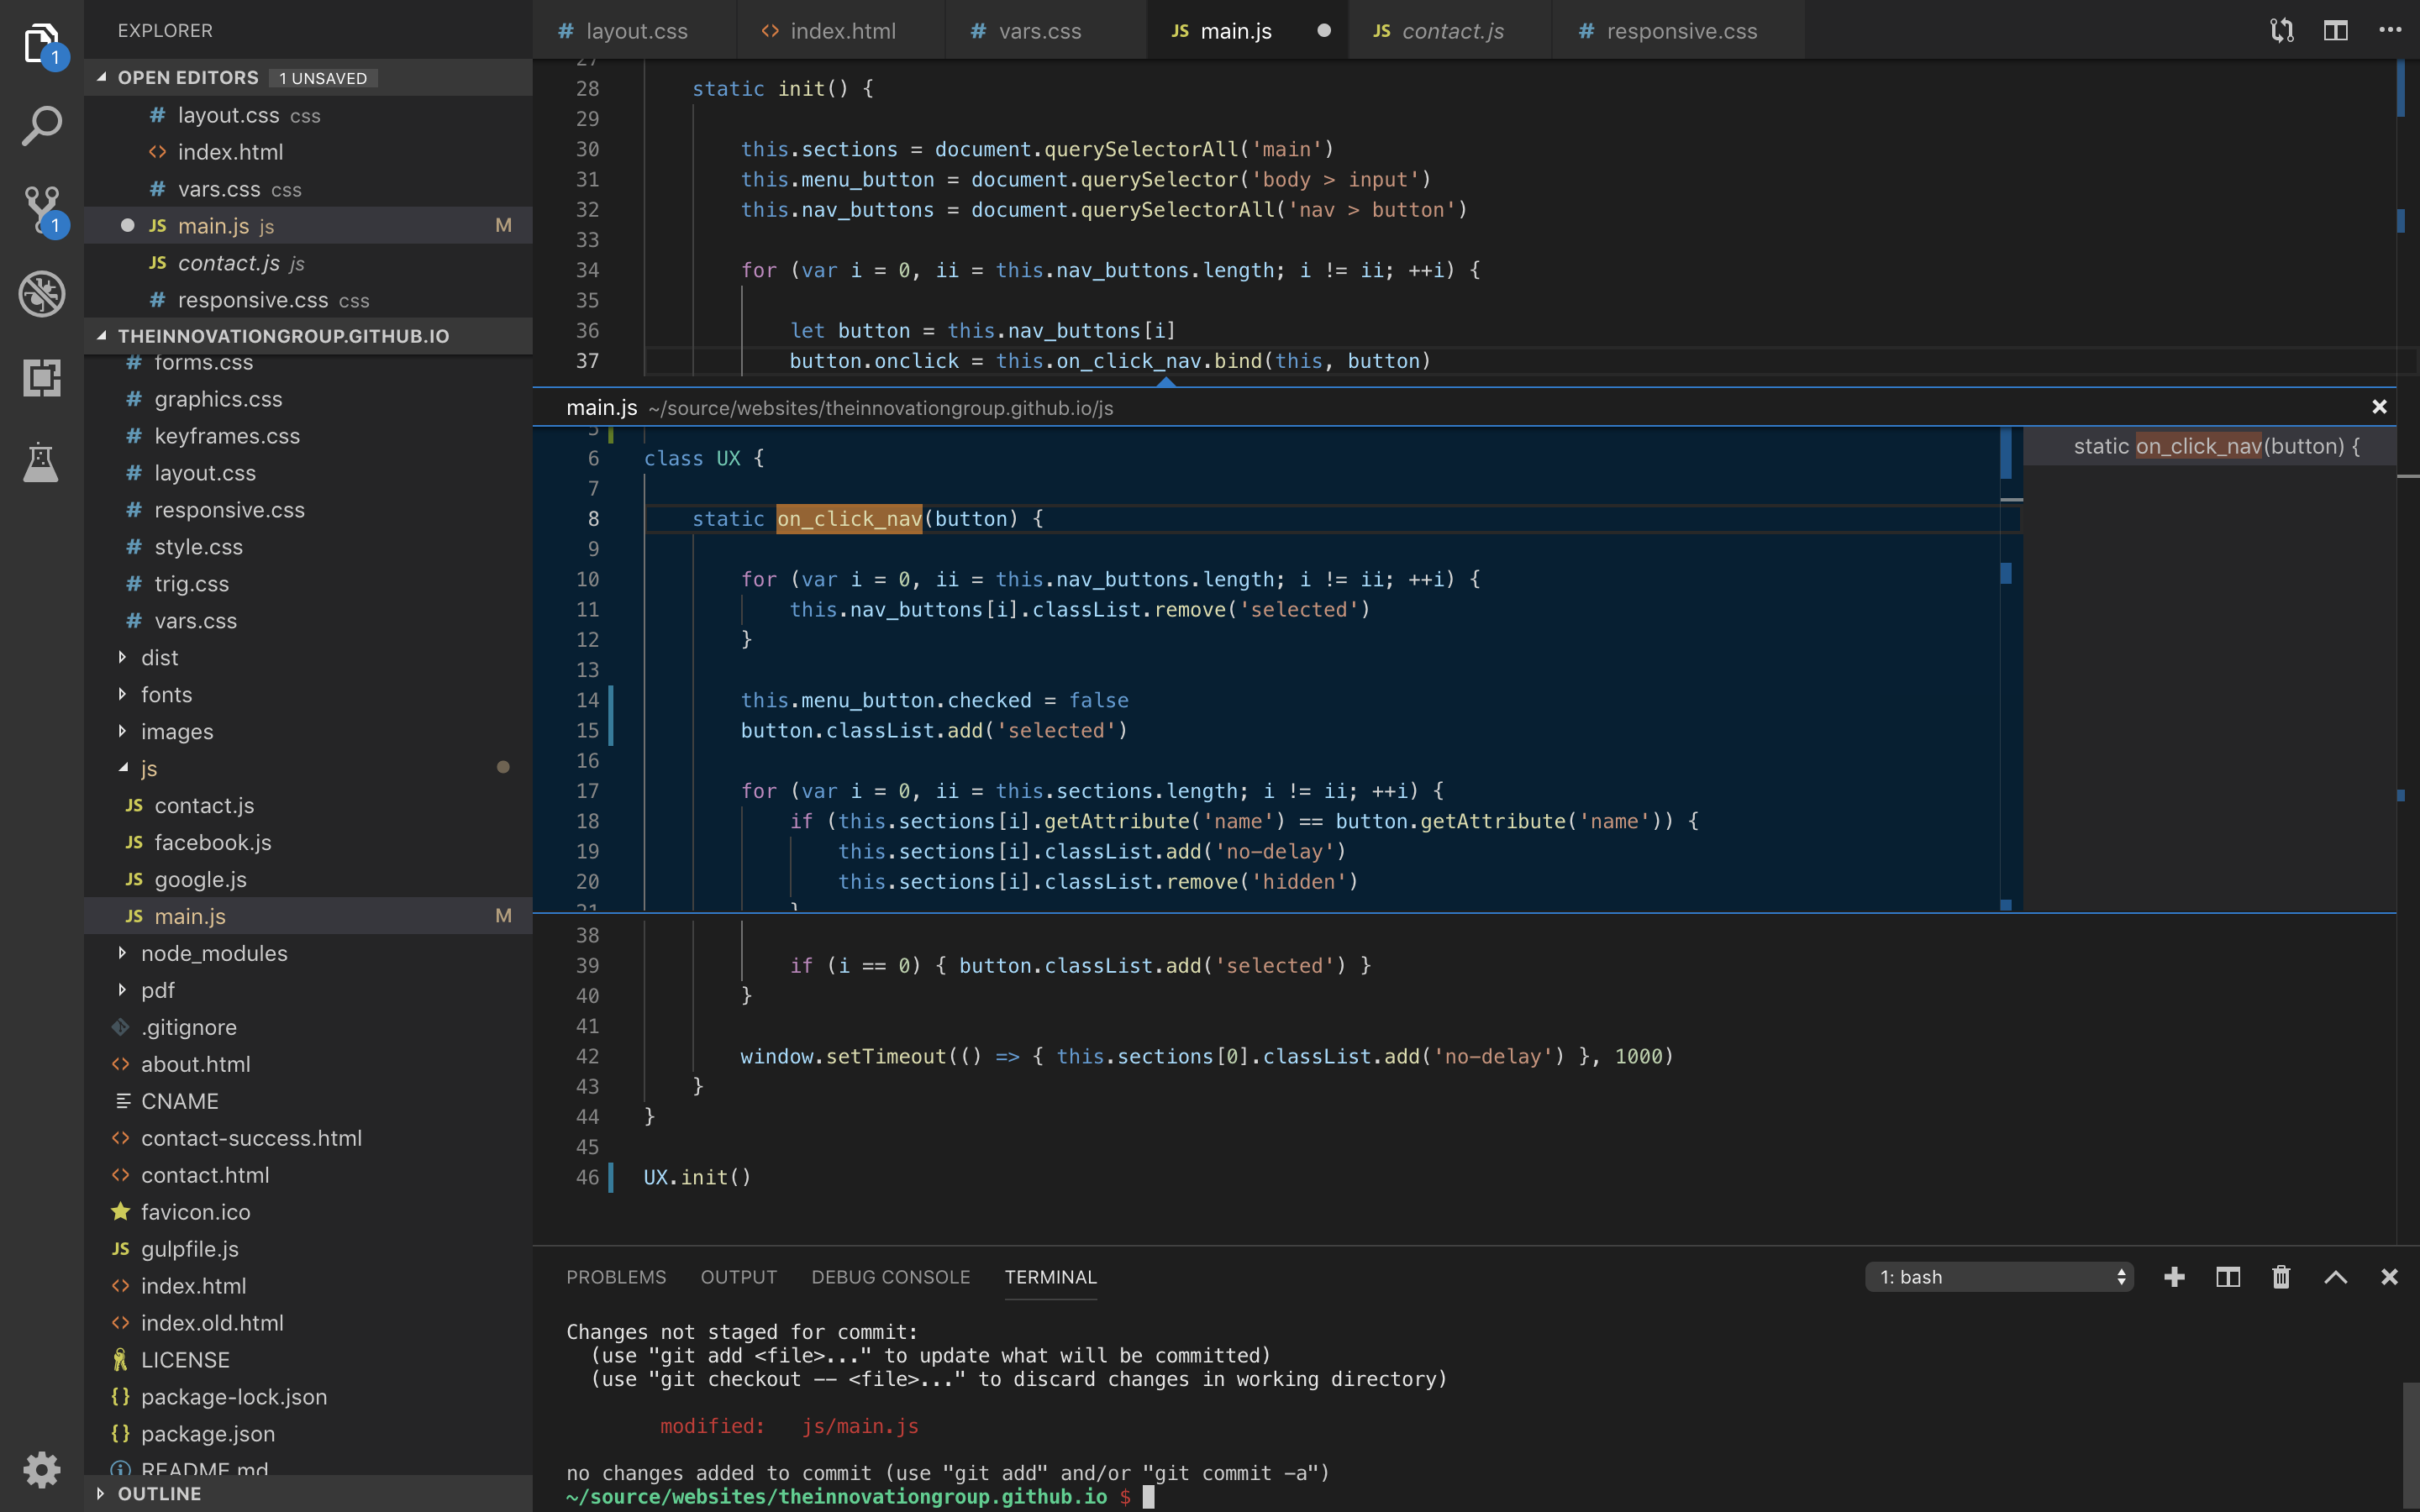 1
1
EXPLORER
OPEN EDITORS 1 UNSAVED
# layout.css css
<> index.html
# vars.css css
JS main.js js M
JS contact.js js
# responsive.css css
THEINNOVATIONGROUP.GITHUB.IO
# forms.css
# graphics.css
# keyframes.css
# layout.css
# responsive.css
# style.css
# trig.css
# vars.css
dist
fonts
images
js
JS contact.js
JS facebook.js
JS google.js
JS main.js M
node_modules
pdf
.gitignore
<> about.html
CNAME
<> contact-success.html
<> contact.html
favicon.ico
JS gulpfile.js
<> index.html
<> index.old.html
LICENSE
{} package-lock.json
{} package.json
README.md
OUTLINE
# layout.css <> index.html # vars.css JS main.js JS contact.js # responsive.css
27
28 static init() {
29
30 this.sections = document.querySelectorAll('main')
31 this.menu_button = document.querySelector('body > input')
32 this.nav_buttons = document.querySelectorAll('nav > button')
33
34 for (var i = 0, ii = this.nav_buttons.length; i != ii; ++i) {
35
36 let button = this.nav_buttons[i]
37 button.onclick = this.on_click_nav.bind(this, button)
main.js ~/source/websites/theinnovationgroup.github.io/js
5
6 class UX {
7
8 static on_click_nav(button) {
9
10 for (var i = 0, ii = this.nav_buttons.length; i != ii; ++i) {
11 this.nav_buttons[i].classList.remove('selected')
12 }
13
14 this.menu_button.checked = false
15 button.classList.add('selected')
16
17 for (var i = 0, ii = this.sections.length; i != ii; ++i) {
18 if (this.sections[i].getAttribute('name') == button.getAttribute('name')) {
19 this.sections[i].classList.add('no-delay')
20 this.sections[i].classList.remove('hidden')
21 }
static on_click_nav(button) {
38
39 if (i == 0) { button.classList.add('selected') }
40 }
41
42 window.setTimeout(() => { this.sections[0].classList.add('no-delay') }, 1000)
43 }
44 }
45
46 UX.init()
PROBLEMS OUTPUT DEBUG CONSOLE TERMINAL 1: bash
Changes not staged for commit:
(use "git add <file>..." to update what will be committed)
(use "git checkout -- <file>..." to discard changes in working directory)
modified: js/main.js
no changes added to commit (use "git add" and/or "git commit -a")
~/source/websites/theinnovationgroup.github.io $